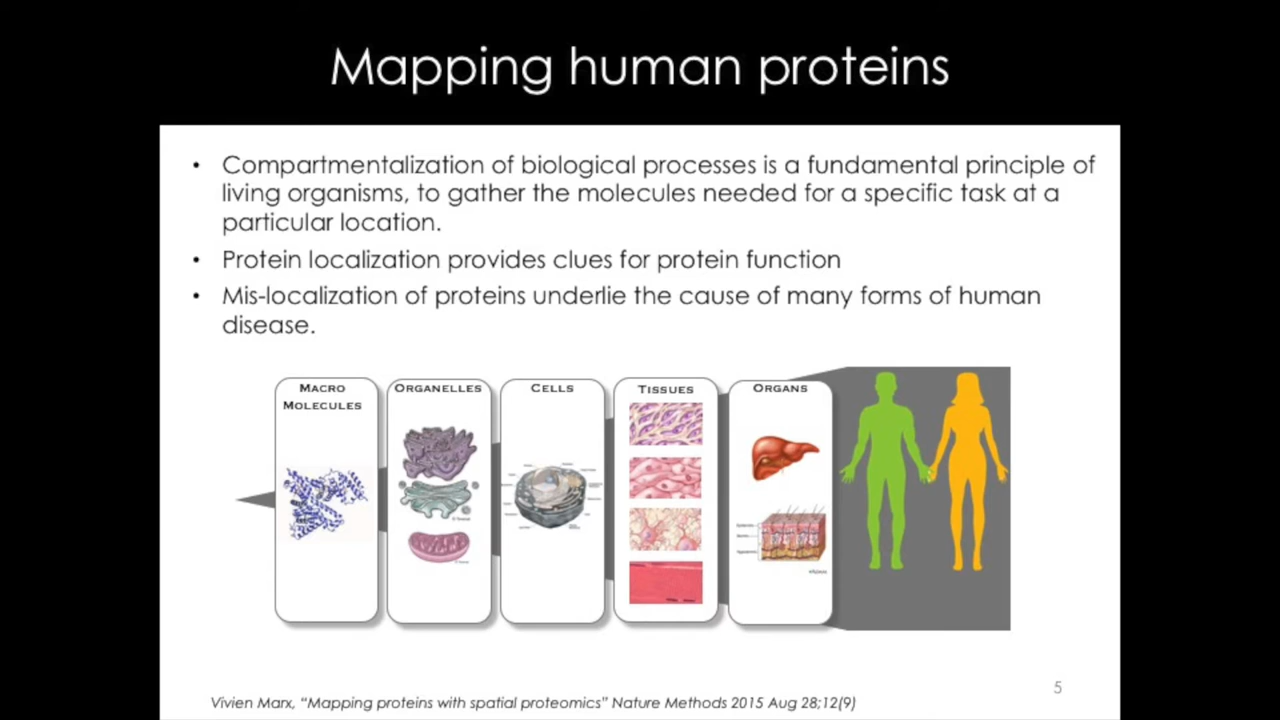 Mapping human proteins
• Compartmentalization of biological processes is a fundamental principle of
living organisms, to gather the molecules needed for a specific task at a
particular location.
• Protein localization provides clues for protein function
• Mis-localization of proteins underlie the cause of many forms of human
disease.
MACRO
MOLECULES
ORGANELLES
CELLS
TISSUES
ORGANS
5
Vivien Marx, “Mapping proteins with spatial proteomics” Nature Methods 2015 Aug 28;12(9)